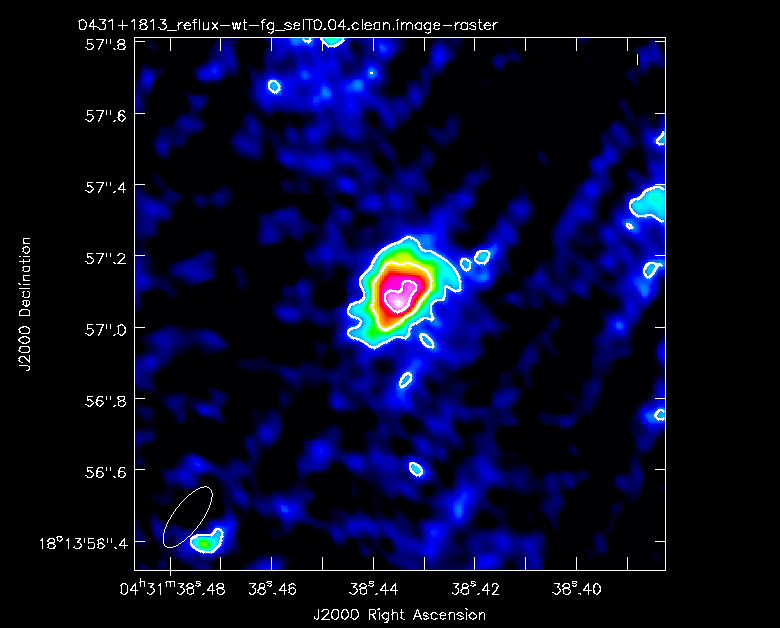 0431+1813_reflux-wt-fg_selT0.04.clean.image-raster
57".8
57".6
57".4
57".2
57".0
56".8
56".6
18°13'56".4
J2000 Declination
04ʰ31ᵐ38ˢ.48
38ˢ.46
38ˢ.44
38ˢ.42
38ˢ.40
J2000 Right Ascension